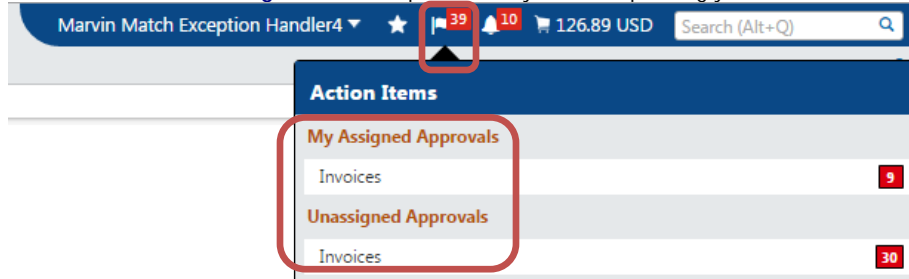 Marvin Match Exception Handler4 39 10 126.89 USD Search (Alt+Q)
Action Items
My Assigned Approvals
Invoices 9
Unassigned Approvals
Invoices 30